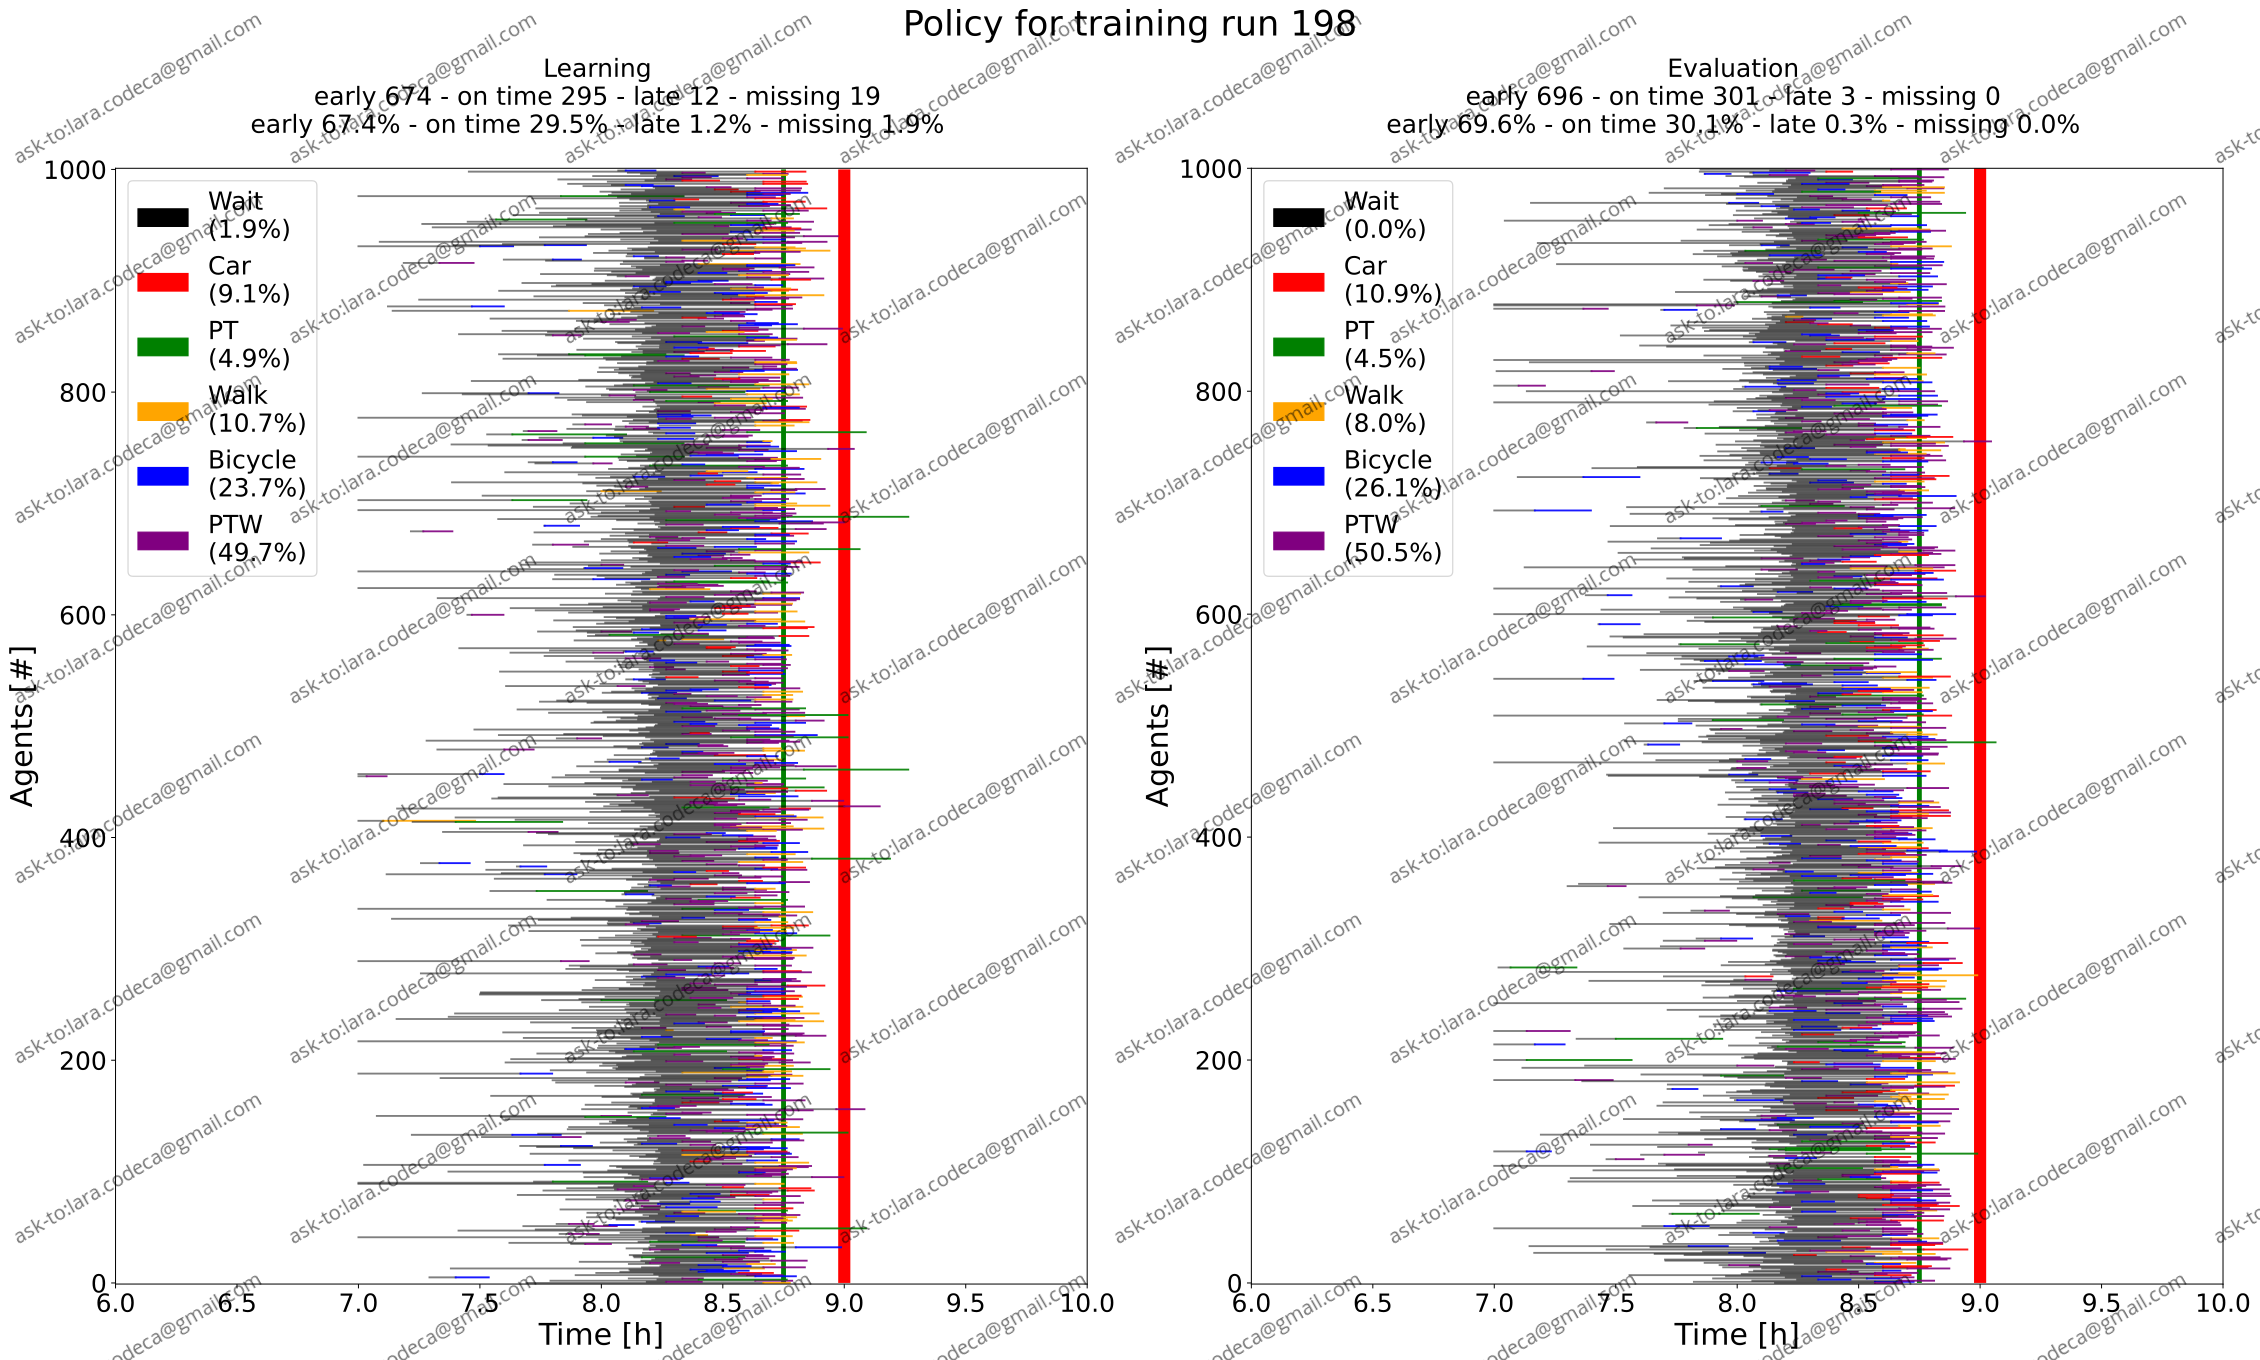 Policy for training run 198
Learning
early 674 - on time 295 - late 12 - missing 19
early 67.4% - on time 29.5% - late 1.2% - missing 1.9%
1000
800
600
400
200
0
Agents [#]
Wait
(1.9%)
Car
(9.1%)
PT
(4.9%)
Walk
(10.7%)
Bicycle
(23.7%)
PTW
(49.7%)
6.0 6.5 7.0 7.5 8.0 8.5 9.0 9.5 10.0
Time [h]
Evaluation
early 696 - on time 301 - late 3 - missing 0
early 69.6% - on time 30.1% - late 0.3% - missing 0.0%
1000
800
600
400
200
0
Agents [#]
Wait
(0.0%)
Car
(10.9%)
PT
(4.5%)
Walk
(8.0%)
Bicycle
(26.1%)
PTW
(50.5%)
6.0 6.5 7.0 7.5 8.0 8.5 9.0 9.5 10.0
Time [h]
ask-to:lara.codeca@gmail.com